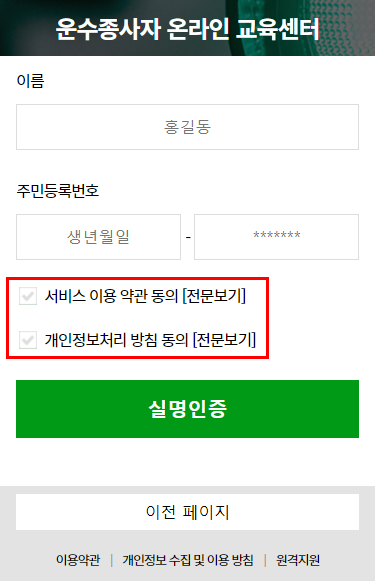 운수종사자 온라인 교육센터
이름
홍길동
주민등록번호
생년월일 - *******
서비스 이용 약관 동의 [전문보기]
개인정보처리 방침 동의 [전문보기]
실명인증
이전 페이지
이용약관 | 개인정보 수집 및 이용 방침 | 원격지원